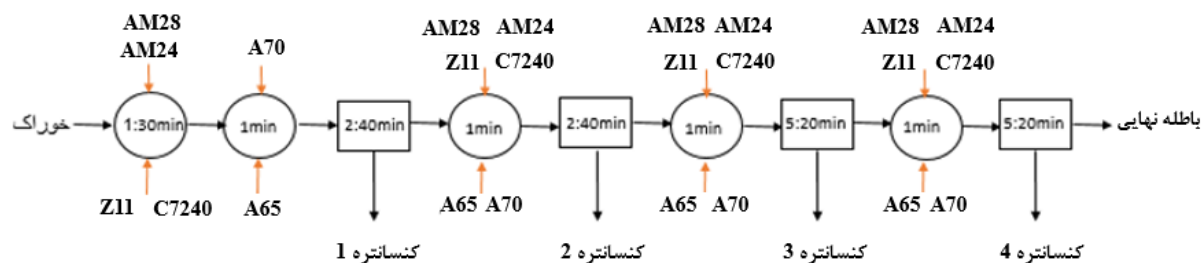 AM28
AM24
A70
AM28 AM24
Z11 C7240
AM28 AM24
Z11 C7240
AM28 AM24
Z11 C7240
خوراک
1:30min
1min
2:40min
1min
2:40min
1min
5:20min
1min
5:20min
باطله نهایی
Z11 C7240
A65
A65 A70
A65 A70
A65 A70
کنسانتره 1
کنسانتره 2
کنسانتره 3
کنسانتره 4